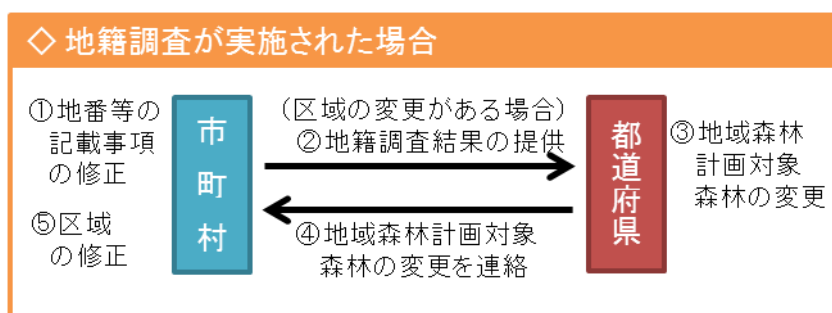 ◇ 地籍調査が実施された場合
①地番等の
記載事項
の修正
⑤区域
の修正
市町村
(区域の変更がある場合)
②地籍調査結果の提供
④地域森林計画対象
森林の変更を連絡
都道府県
③地域森林
計画対象
森林の変更